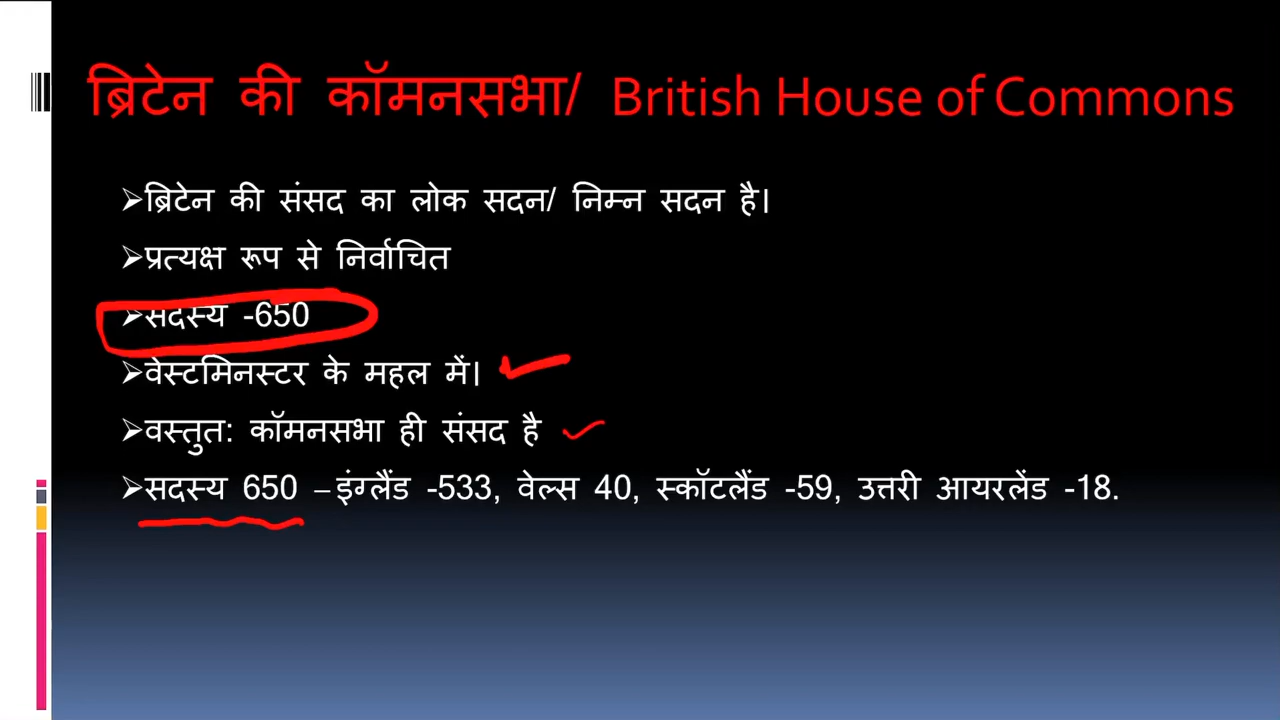 ब्रिटेन की कॉमनसभा/ British House of Commons
➢ब्रिटेन की संसद का लोक सदन/ निम्न सदन है।
➢प्रत्यक्ष रूप से निर्वाचित
➢सदस्य -650
➢वेस्टमिनस्टर के महल में।
➢वस्तुत: कॉमनसभा ही संसद है
➢सदस्य 650 –इंग्लैंड -533, वेल्स 40, स्कॉटलैंड -59, उत्तरी आयरलेंड -18.